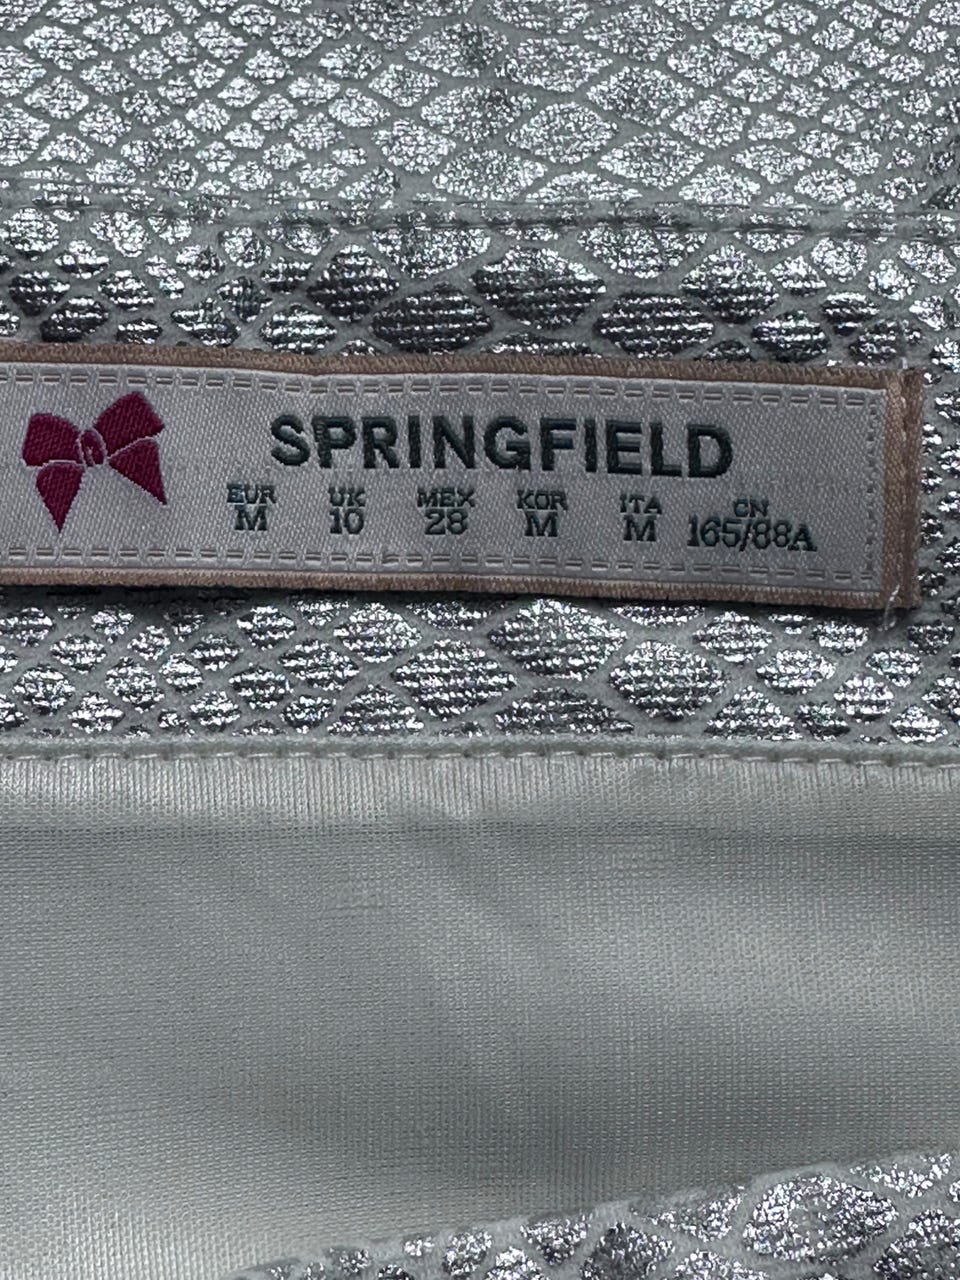 SPRINGFIELD
EUR UK MEX KOR ITA CN
M 10 28 M M 165/88A